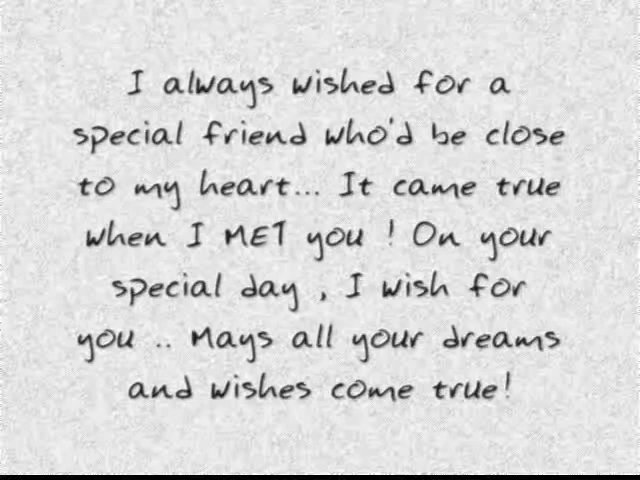 I always wished for a
special friend who'd be close
to my heart... It came true
when I MET you ! On your
special day , I wish for
you .. Mays all your dreams
and wishes come true!